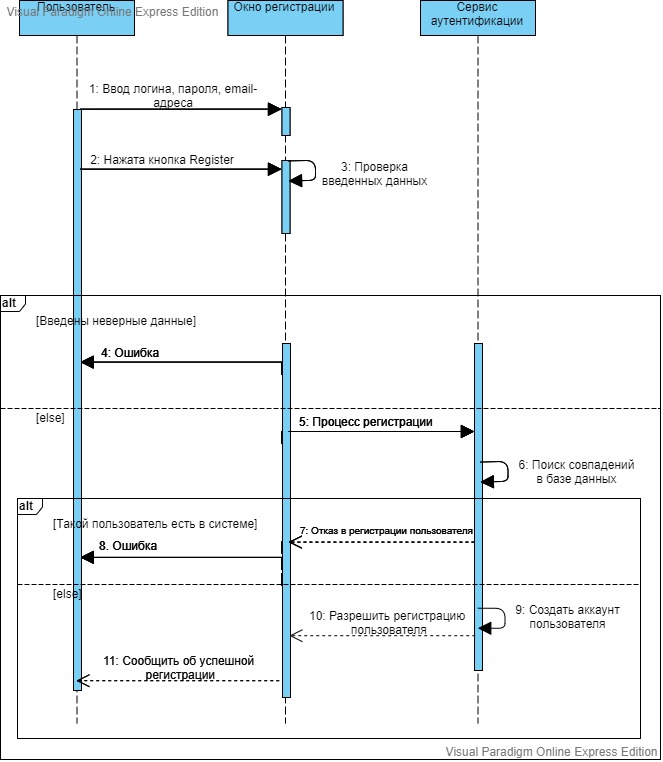 Visual Paradigm Online Express Edition
Пользователь
Окно регистрации
Сервис
аутентификации
1: Ввод логина, пароля, email-
адреса
2: Нажата кнопка Register
3: Проверка
введенных данных
alt
[Введены неверные данные]
4: Ошибка
[else]
5: Процесс регистрации
6: Поиск совпадений
в базе данных
alt
[Такой пользователь есть в системе]
7: Отказ в регистрации пользователя
8. Ошибка
[else]
9: Создать аккаунт
пользователя
10: Разрешить регистрацию
пользователя
11: Сообщить об успешной
регистрации
Visual Paradigm Online Express Edition